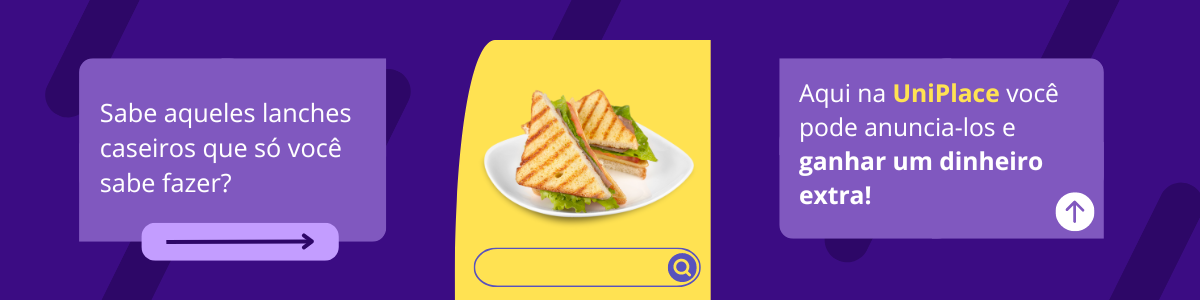 Sabe aqueles lanches
caseiros que só você
sabe fazer?
Aqui na UniPlace você
pode anuncia-los e
ganhar um dinheiro
extra!